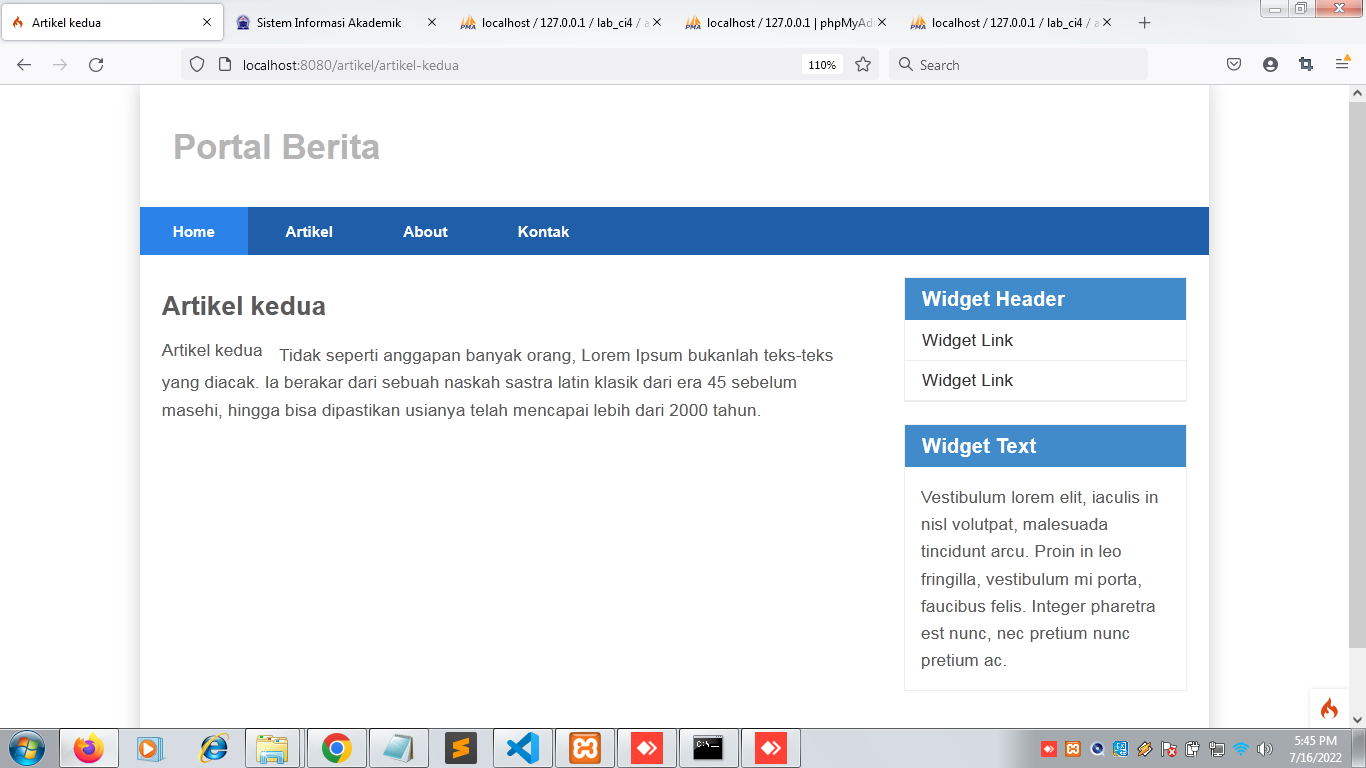 Artikel kedua
Sistem Informasi Akademik
localhost / 127.0.0.1 / lab_ci4 / a
localhost / 127.0.0.1 | phpMyAd
localhost / 127.0.0.1 / lab_ci4 / a
localhost:8080/artikel/artikel-kedua
110%
Search
Portal Berita
Home
Artikel
About
Kontak
Artikel kedua
Artikel kedua
Tidak seperti anggapan banyak orang, Lorem Ipsum bukanlah teks-teks
yang diacak. Ia berakar dari sebuah naskah sastra latin klasik dari era 45 sebelum
masehi, hingga bisa dipastikan usianya telah mencapai lebih dari 2000 tahun.
Widget Header
Widget Link
Widget Link
Widget Text
Vestibulum lorem elit, iaculis in
nisl volutpat, malesuada
tincidunt arcu. Proin in leo
fringilla, vestibulum mi porta,
faucibus felis. Integer pharetra
est nunc, nec pretium nunc
pretium ac.
5:45 PM
7/16/2022